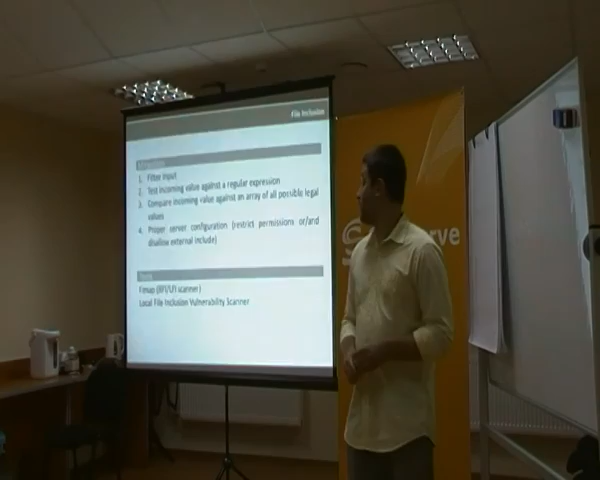 File Inclusion
1. Filter input
2. Test incoming value against a regular expression
3. Compare incoming value against an array of all possible legal
values
4. Proper server configuration (restrict permissions or/and
disallow external include)
Fimap (RFI/LFI scanner)
Local File Inclusion Vulnerability Scanner
S
rve